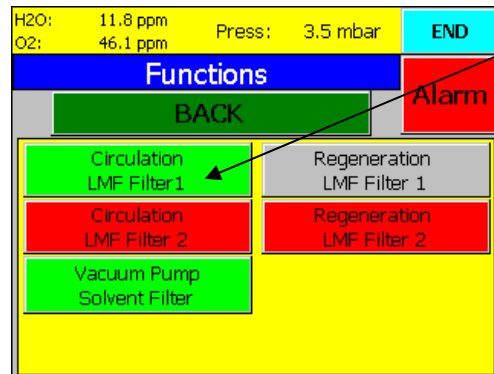 H2O: 11.8 ppm Press: 3.5 mbar END
O2: 46.1 ppm
Functions
Alarm
BACK
Circulation
LMF Filter1
Regeneration
LMF Filter 1
Circulation
LMF Filter 2
Regeneration
LMF Filter 2
Vacuum Pump
Solvent Filter